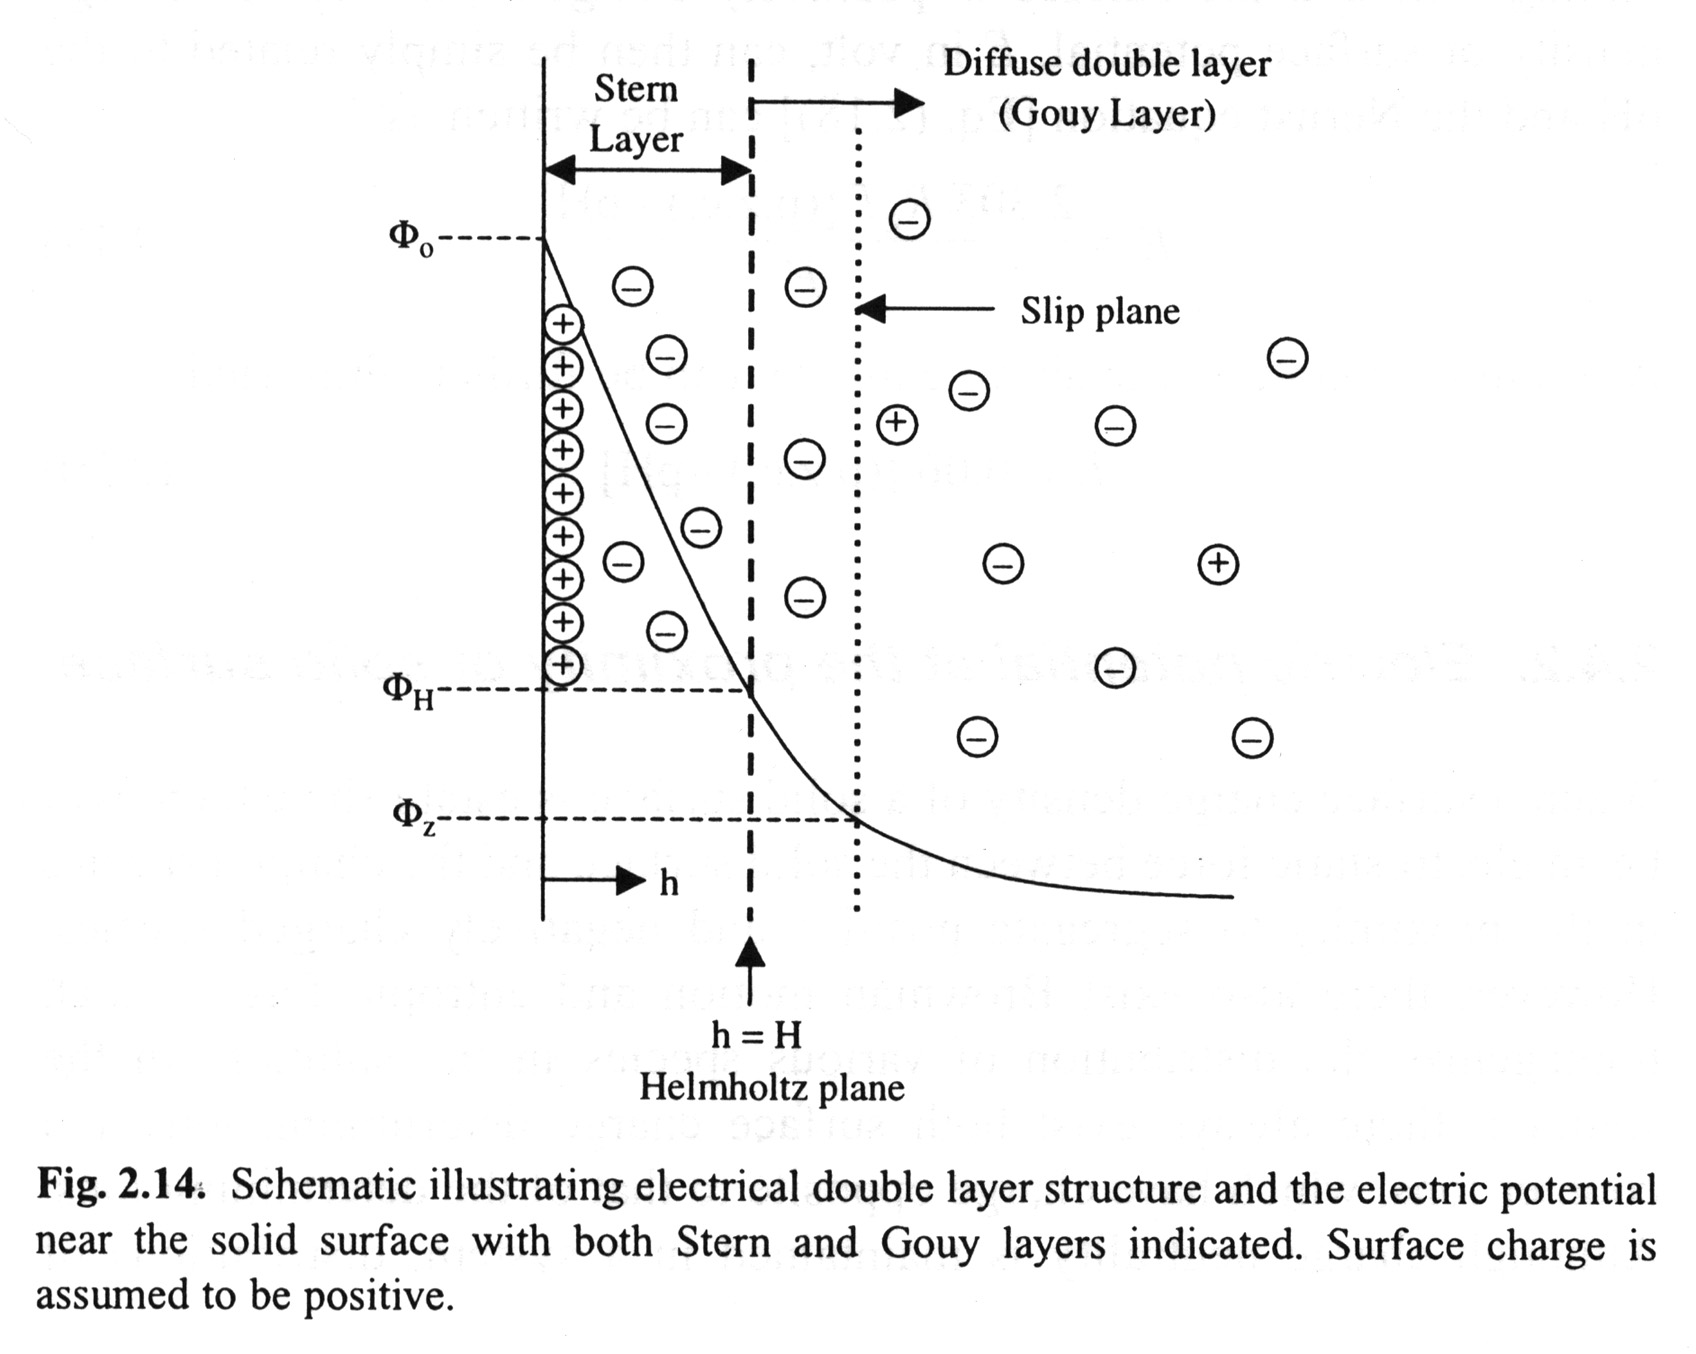 Diffuse double layer
(Gouy Layer)
Stern
Layer
Φo
Slip plane
ΦH
Φz
h
h = H
Helmholtz plane
Fig. 2.14. Schematic illustrating electrical double layer structure and the electric potential
near the solid surface with both Stern and Gouy layers indicated. Surface charge is
assumed to be positive.